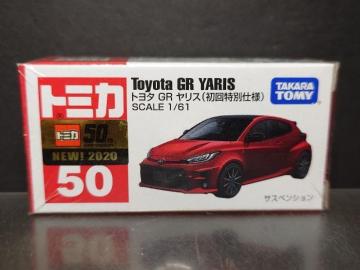 Toyota GR YARIS
トヨタ GR ヤリス(初回特別仕様)
SCALE 1/61
TAKARA TOMY
トミカ
トミカ 50th
NEW! 2020
50
サスペンション